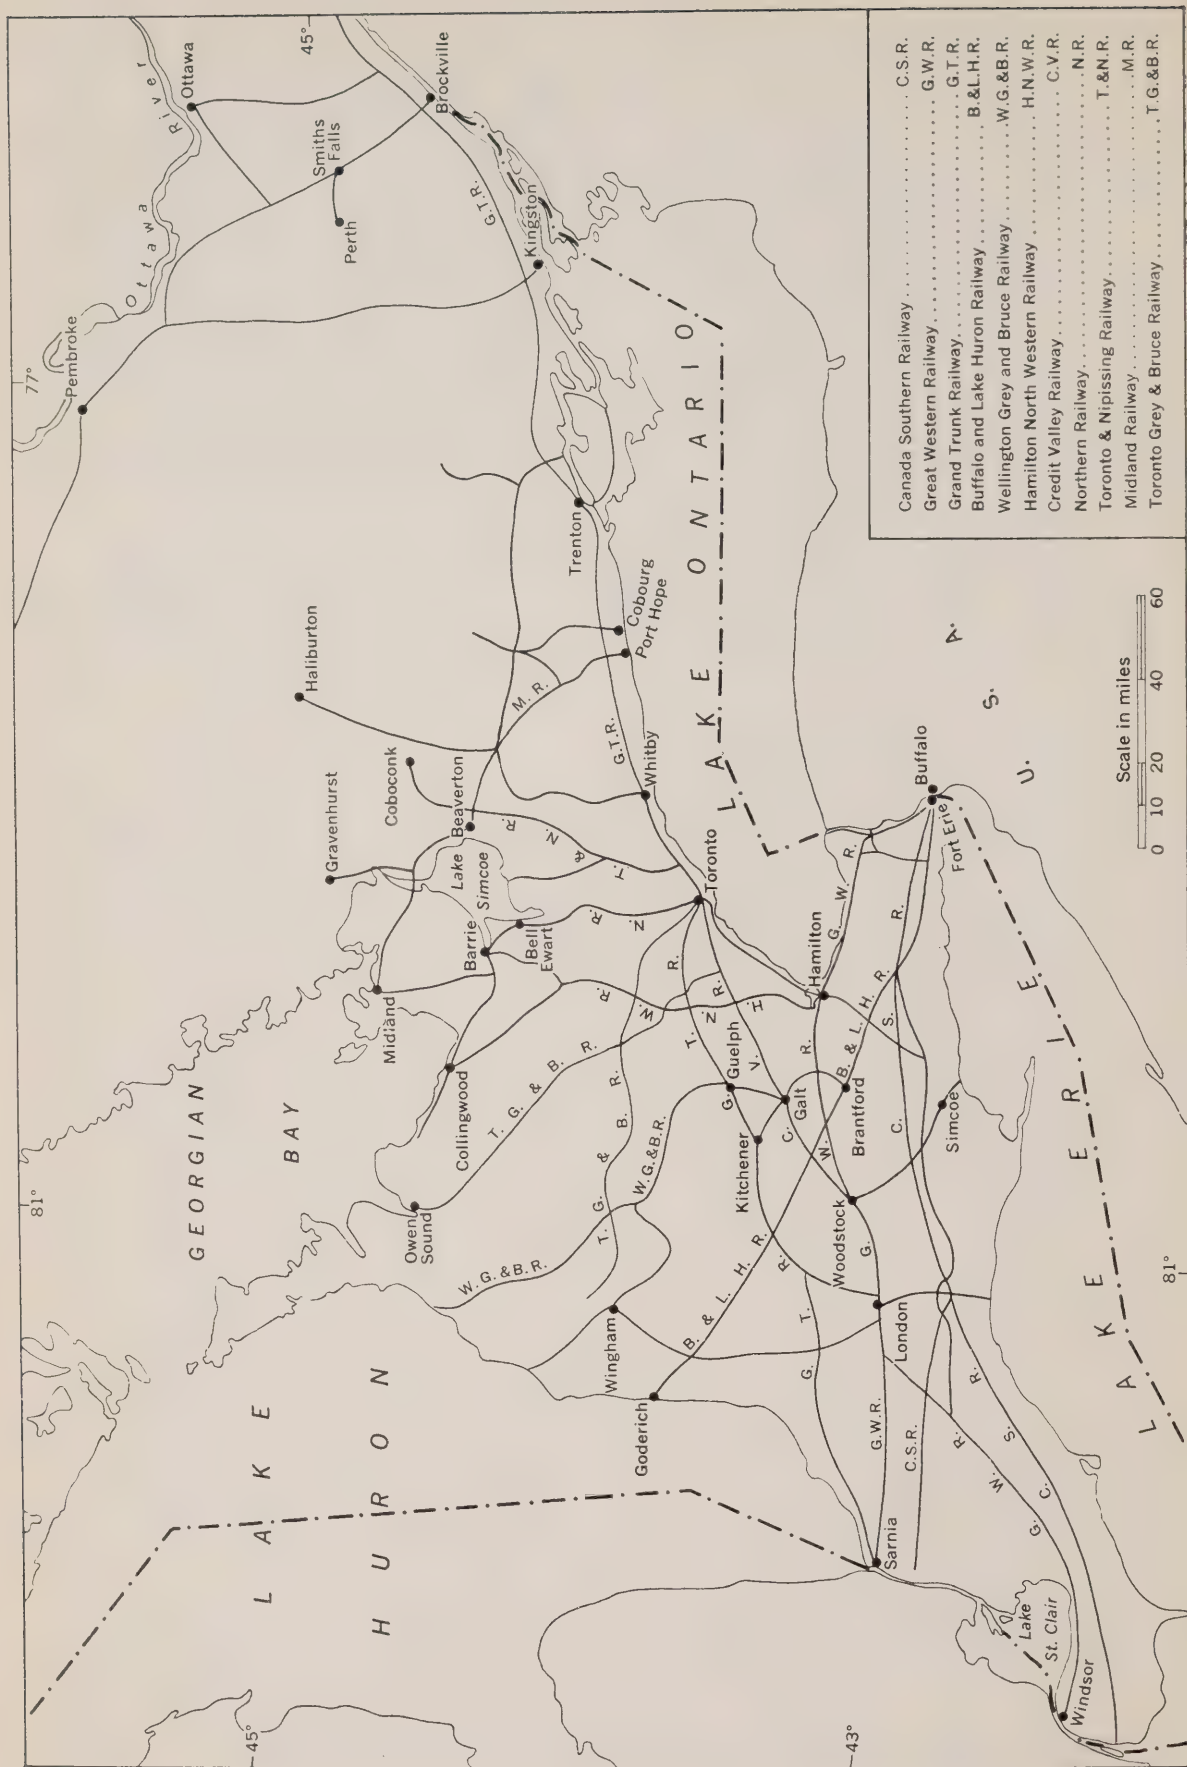 Ottawa River
Ottawa
45°
Brockville
Smiths
Falls
Perth
Kingston
G.T.R.
77°
Pembroke
Trenton
Haliburton
Cobourg
Port Hope
M. R.
G.T.R.
Whitby
Coboconk
Gravenhurst
Beaverton
Lake
Simcoe
T. & N. R.
Toronto
Barrie
Bell
Ewart
N. R.
Midland
GEORGIAN
BAY
Collingwood
81°
Owen
Sound
T. G. & B. R.
T. G. & B. R.
W.G.&B.R.
W.G.&B.R.
H. N. W. R.
G. T. R.
C. V. R.
Guelph
Galt
Kitchener
Hamilton
G. W. R.
G. W. R.
Brantford
B. & L. H. R.
B. & L. H. R.
C. S. R.
Simcoe
Woodstock
London
Wingham
Goderich
G. T. R.
G.W.R.
C.S.R.
G. W. R.
C. S. R.
Sarnia
Lake
St. Clair
Windsor
LAKE
HURON
45°
43°
81°
LAKE ERIE
LAKE ONTARIO
Fort Erie
Buffalo
U. S. A.
Scale in miles
0 10 20 40 60
Canada Southern Railway . . . . . . . . . . . . . . . . . . . C.S.R.
Great Western Railway. . . . . . . . . . . . . . . . . . . . . G.W.R.
Grand Trunk Railway. . . . . . . . . . . . . . . . . . . . . . .G.T.R.
Buffalo and Lake Huron Railway. . . . . . . . . . . . B.&L.H.R.
Wellington Grey and Bruce Railway. . . . . . . . . .W.G.&B.R.
Hamilton North Western Railway . . . . . . . . . . . H.N.W.R.
Credit Valley Railway. . . . . . . . . . . . . . . . . . . . . . C.V.R.
Northern Railway. . . . . . . . . . . . . . . . . . . . . . . . . .N.R.
Toronto & Nipissing Railway. . . . . . . . . . . . . . . . T.&N.R.
Midland Railway. . . . . . . . . . . . . . . . . . . . . . . . . . .M.R.
Toronto Grey & Bruce Railway. . . . . . . . . . . . . .T.G.&B.R.